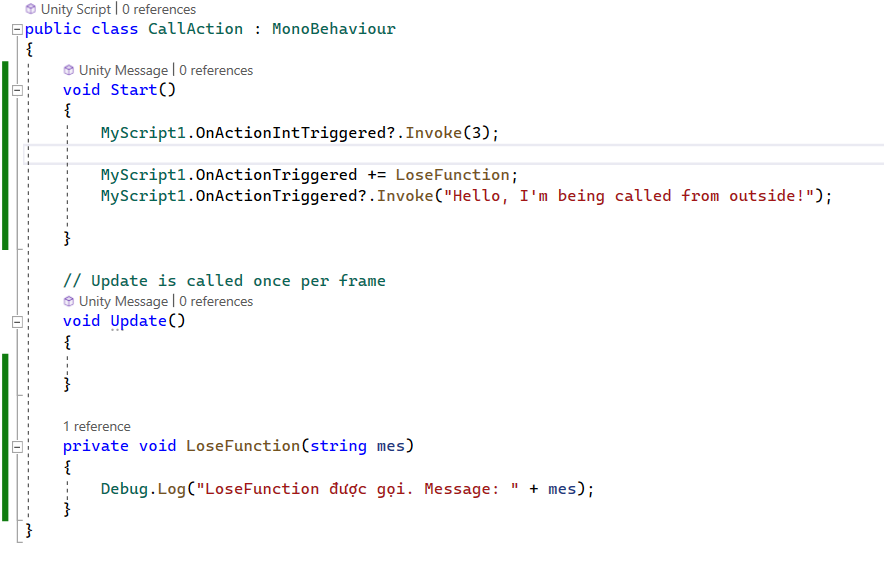 Unity Script | 0 references
public class CallAction : MonoBehaviour
{
Unity Message | 0 references
void Start()
{
MyScript1.OnActionIntTriggered?.Invoke(3);
MyScript1.OnActionTriggered += LoseFunction;
MyScript1.OnActionTriggered?.Invoke("Hello, I'm being called from outside!");
}
// Update is called once per frame
Unity Message | 0 references
void Update()
{
}
1 reference
private void LoseFunction(string mes)
{
Debug.Log("LoseFunction được gọi. Message: " + mes);
}
}